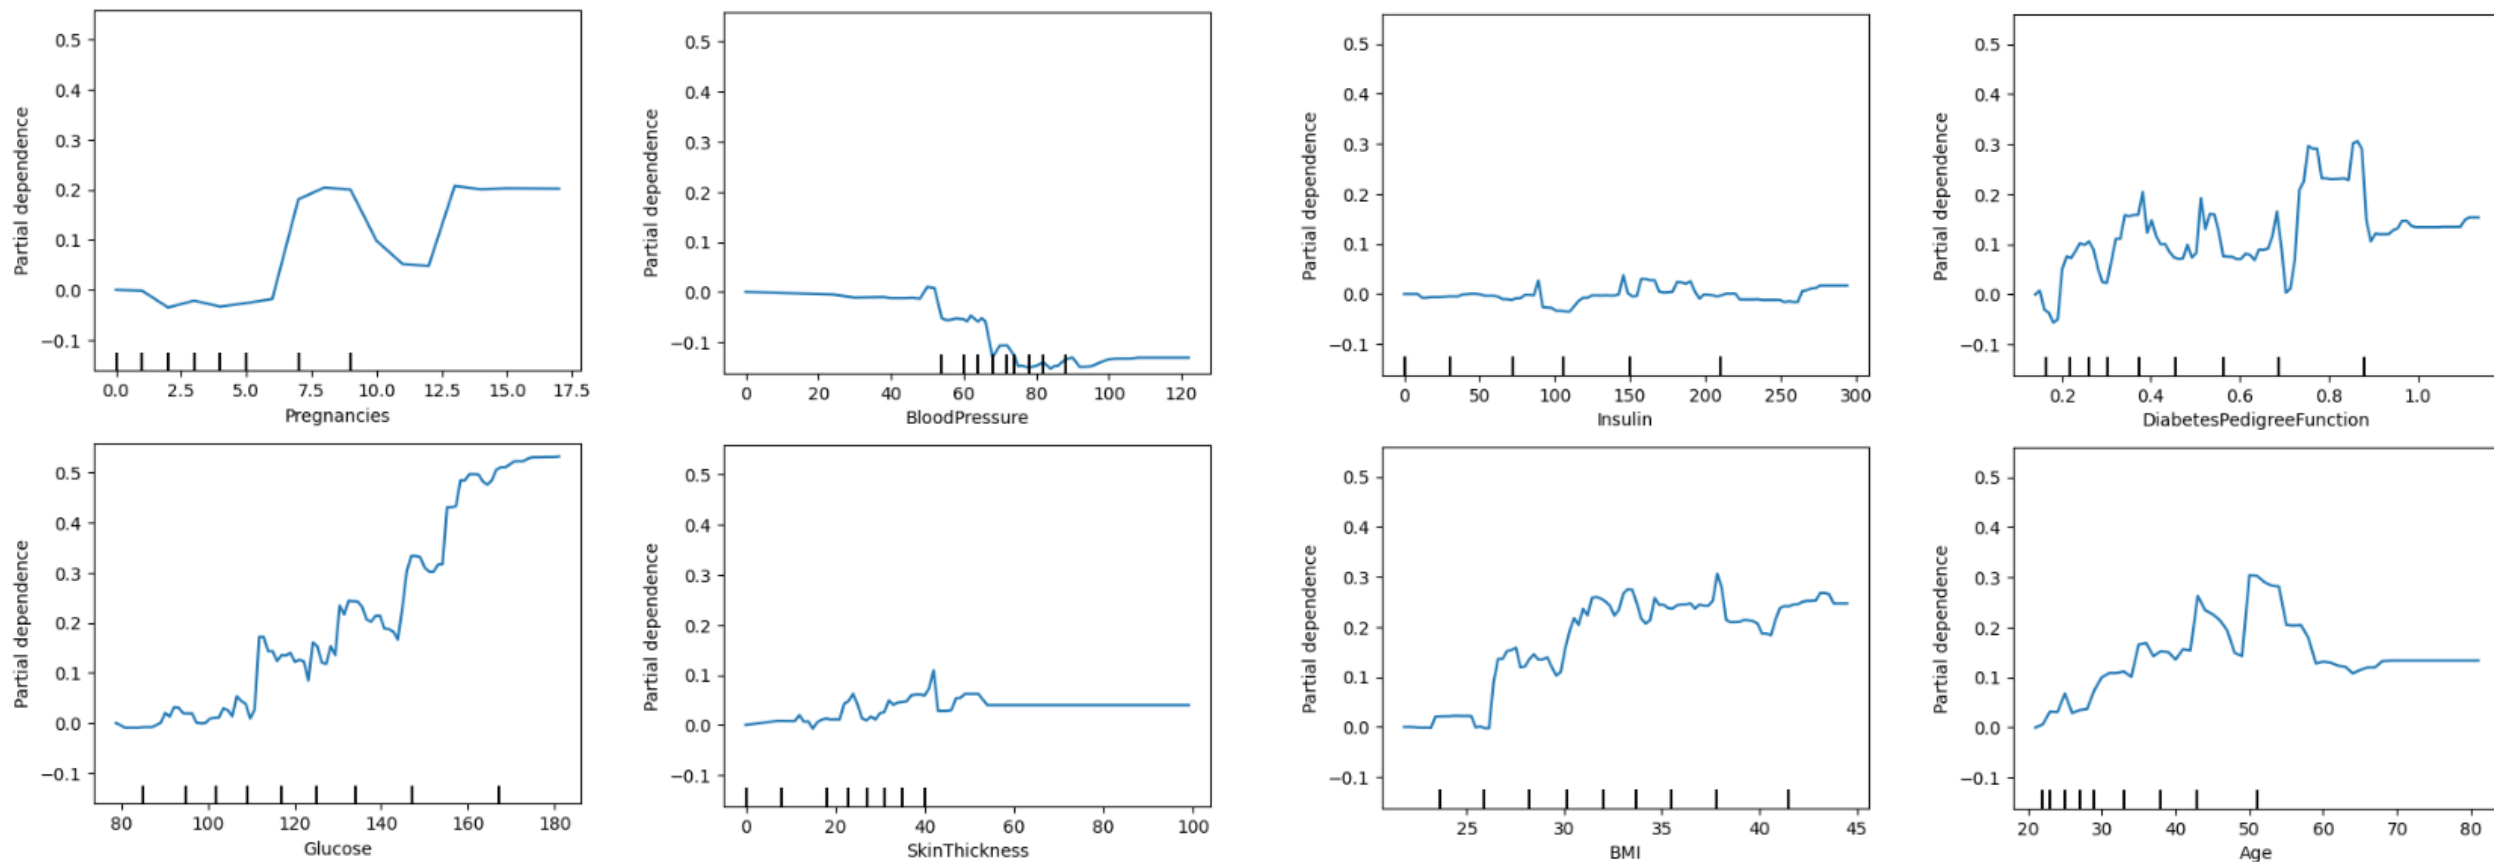 0.5
0.4
0.3
0.2
0.1
0.0
−0.1
Partial dependence
0.0 2.5 5.0 7.5 10.0 12.5 15.0 17.5
Pregnancies
0.5
0.4
0.3
0.2
0.1
0.0
−0.1
Partial dependence
0 20 40 60 80 100 120
BloodPressure
0.5
0.4
0.3
0.2
0.1
0.0
−0.1
Partial dependence
0 50 100 150 200 250 300
Insulin
0.5
0.4
0.3
0.2
0.1
0.0
−0.1
Partial dependence
0.2 0.4 0.6 0.8 1.0
DiabetesPedigreeFunction
0.5
0.4
0.3
0.2
0.1
0.0
−0.1
Partial dependence
80 100 120 140 160 180
Glucose
0.5
0.4
0.3
0.2
0.1
0.0
−0.1
Partial dependence
0 20 40 60 80 100
SkinThickness
0.5
0.4
0.3
0.2
0.1
0.0
−0.1
Partial dependence
25 30 35 40 45
BMI
0.5
0.4
0.3
0.2
0.1
0.0
−0.1
Partial dependence
20 30 40 50 60 70 80
Age